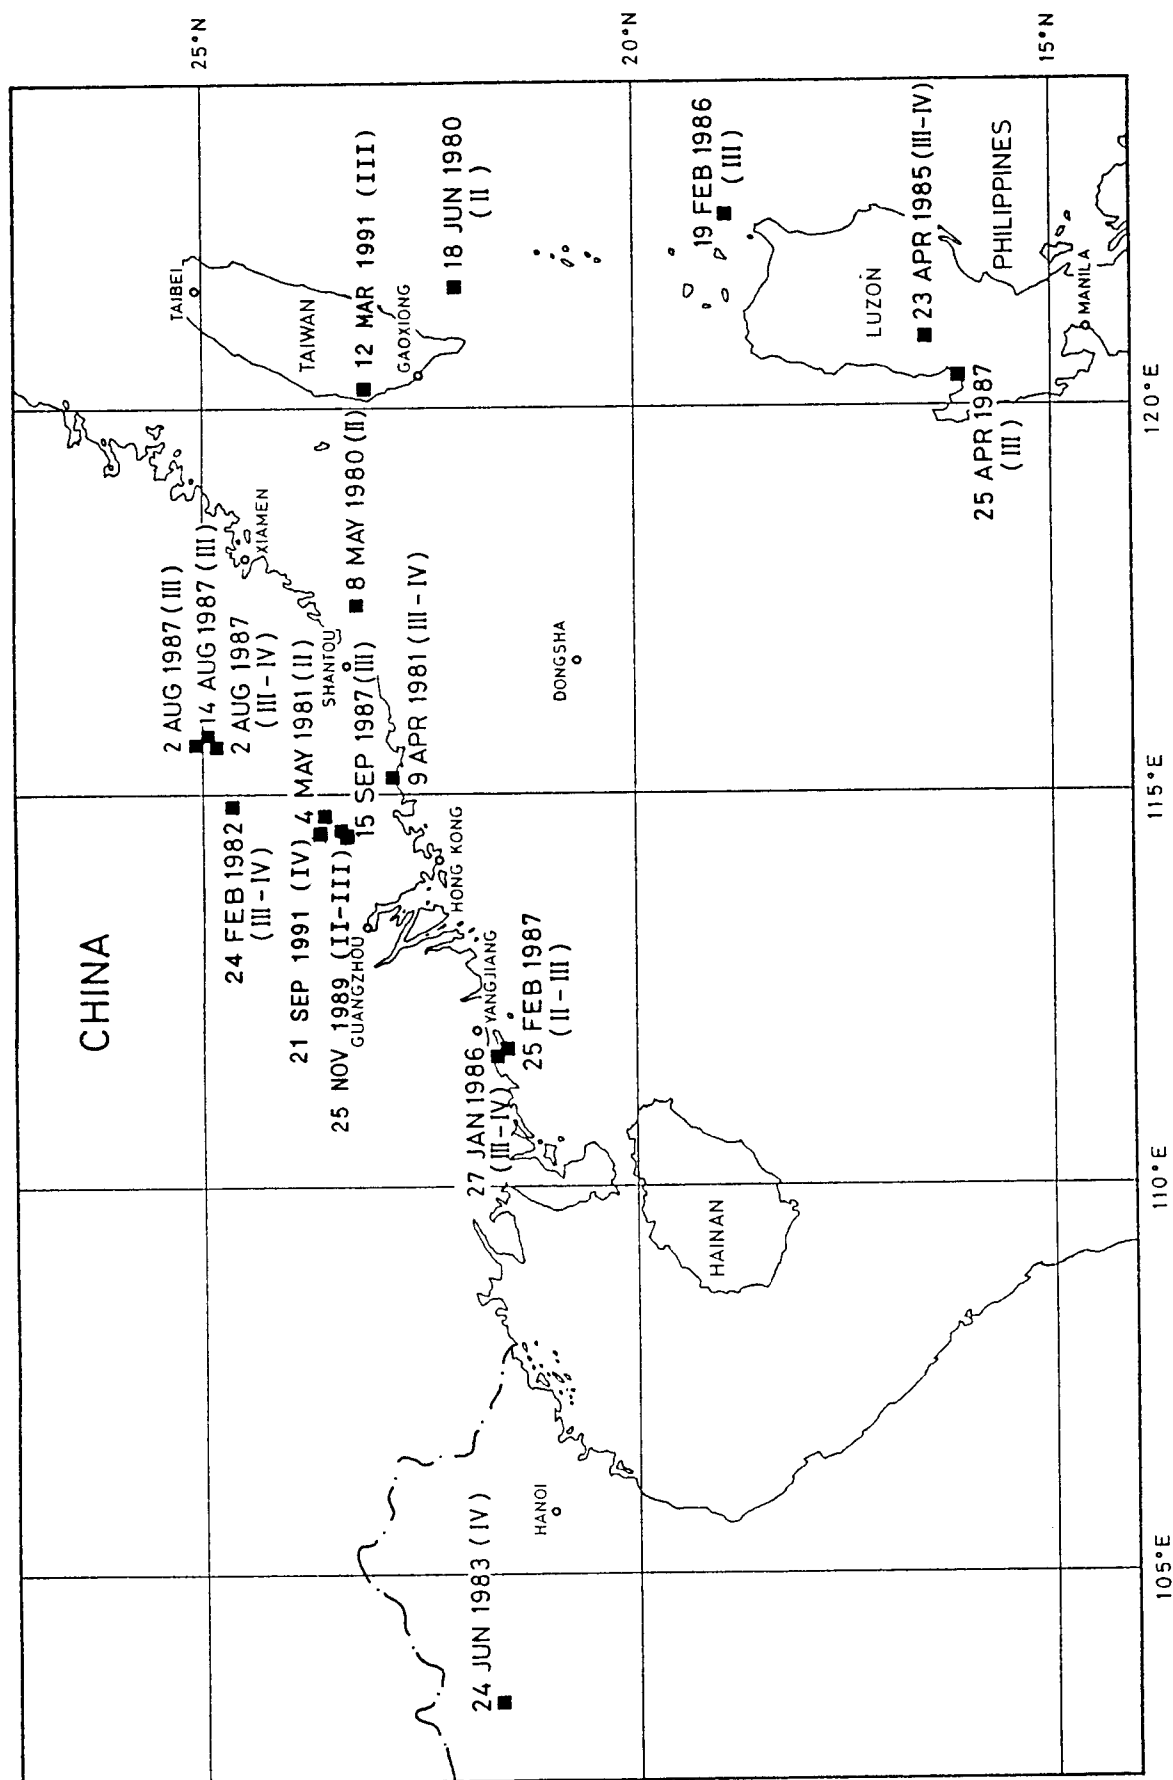 CHINA
25°N
20°N
15°N
105°E
110°E
115°E
120°E
2 AUG 1987 (III)
14 AUG 1987 (III)
2 AUG 1987
(III-IV)
24 FEB 1982
(III-IV)
21 SEP 1991 (IV)
4 MAY 1981 (II)
25 NOV 1989 (II-III)
15 SEP 1987 (III)
9 APR 1981 (III-IV)
8 MAY 1980 (II)
12 MAR 1991 (III)
18 JUN 1980
(II)
27 JAN 1986
(III-IV)
25 FEB 1987
(II-III)
24 JUN 1983 (IV)
19 FEB 1986
(III)
23 APR 1985 (III-IV)
25 APR 1987
(III)
TAIBEI
TAIWAN
GAOXIONG
XIAMEN
SHANTOU
DONGSHA
GUANGZHOU
HONG KONG
YANGJIANG
HAINAN
HANOI
LUZON
PHILIPPINES
MANILA